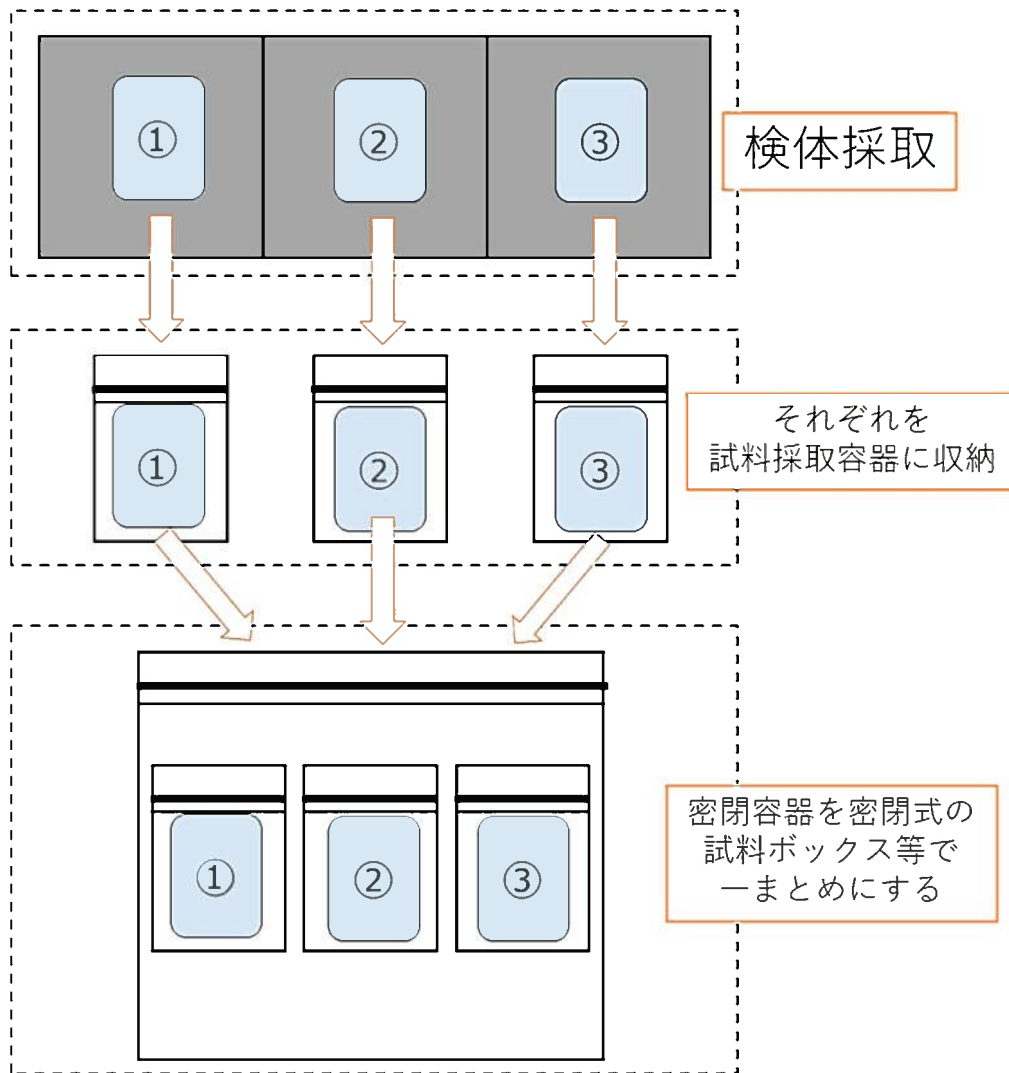 ① ② ③
検体採取
① ② ③
それぞれを
試料採取容器に収納
密閉容器を密閉式の
試料ボックス等で
一まとめにする
① ② ③